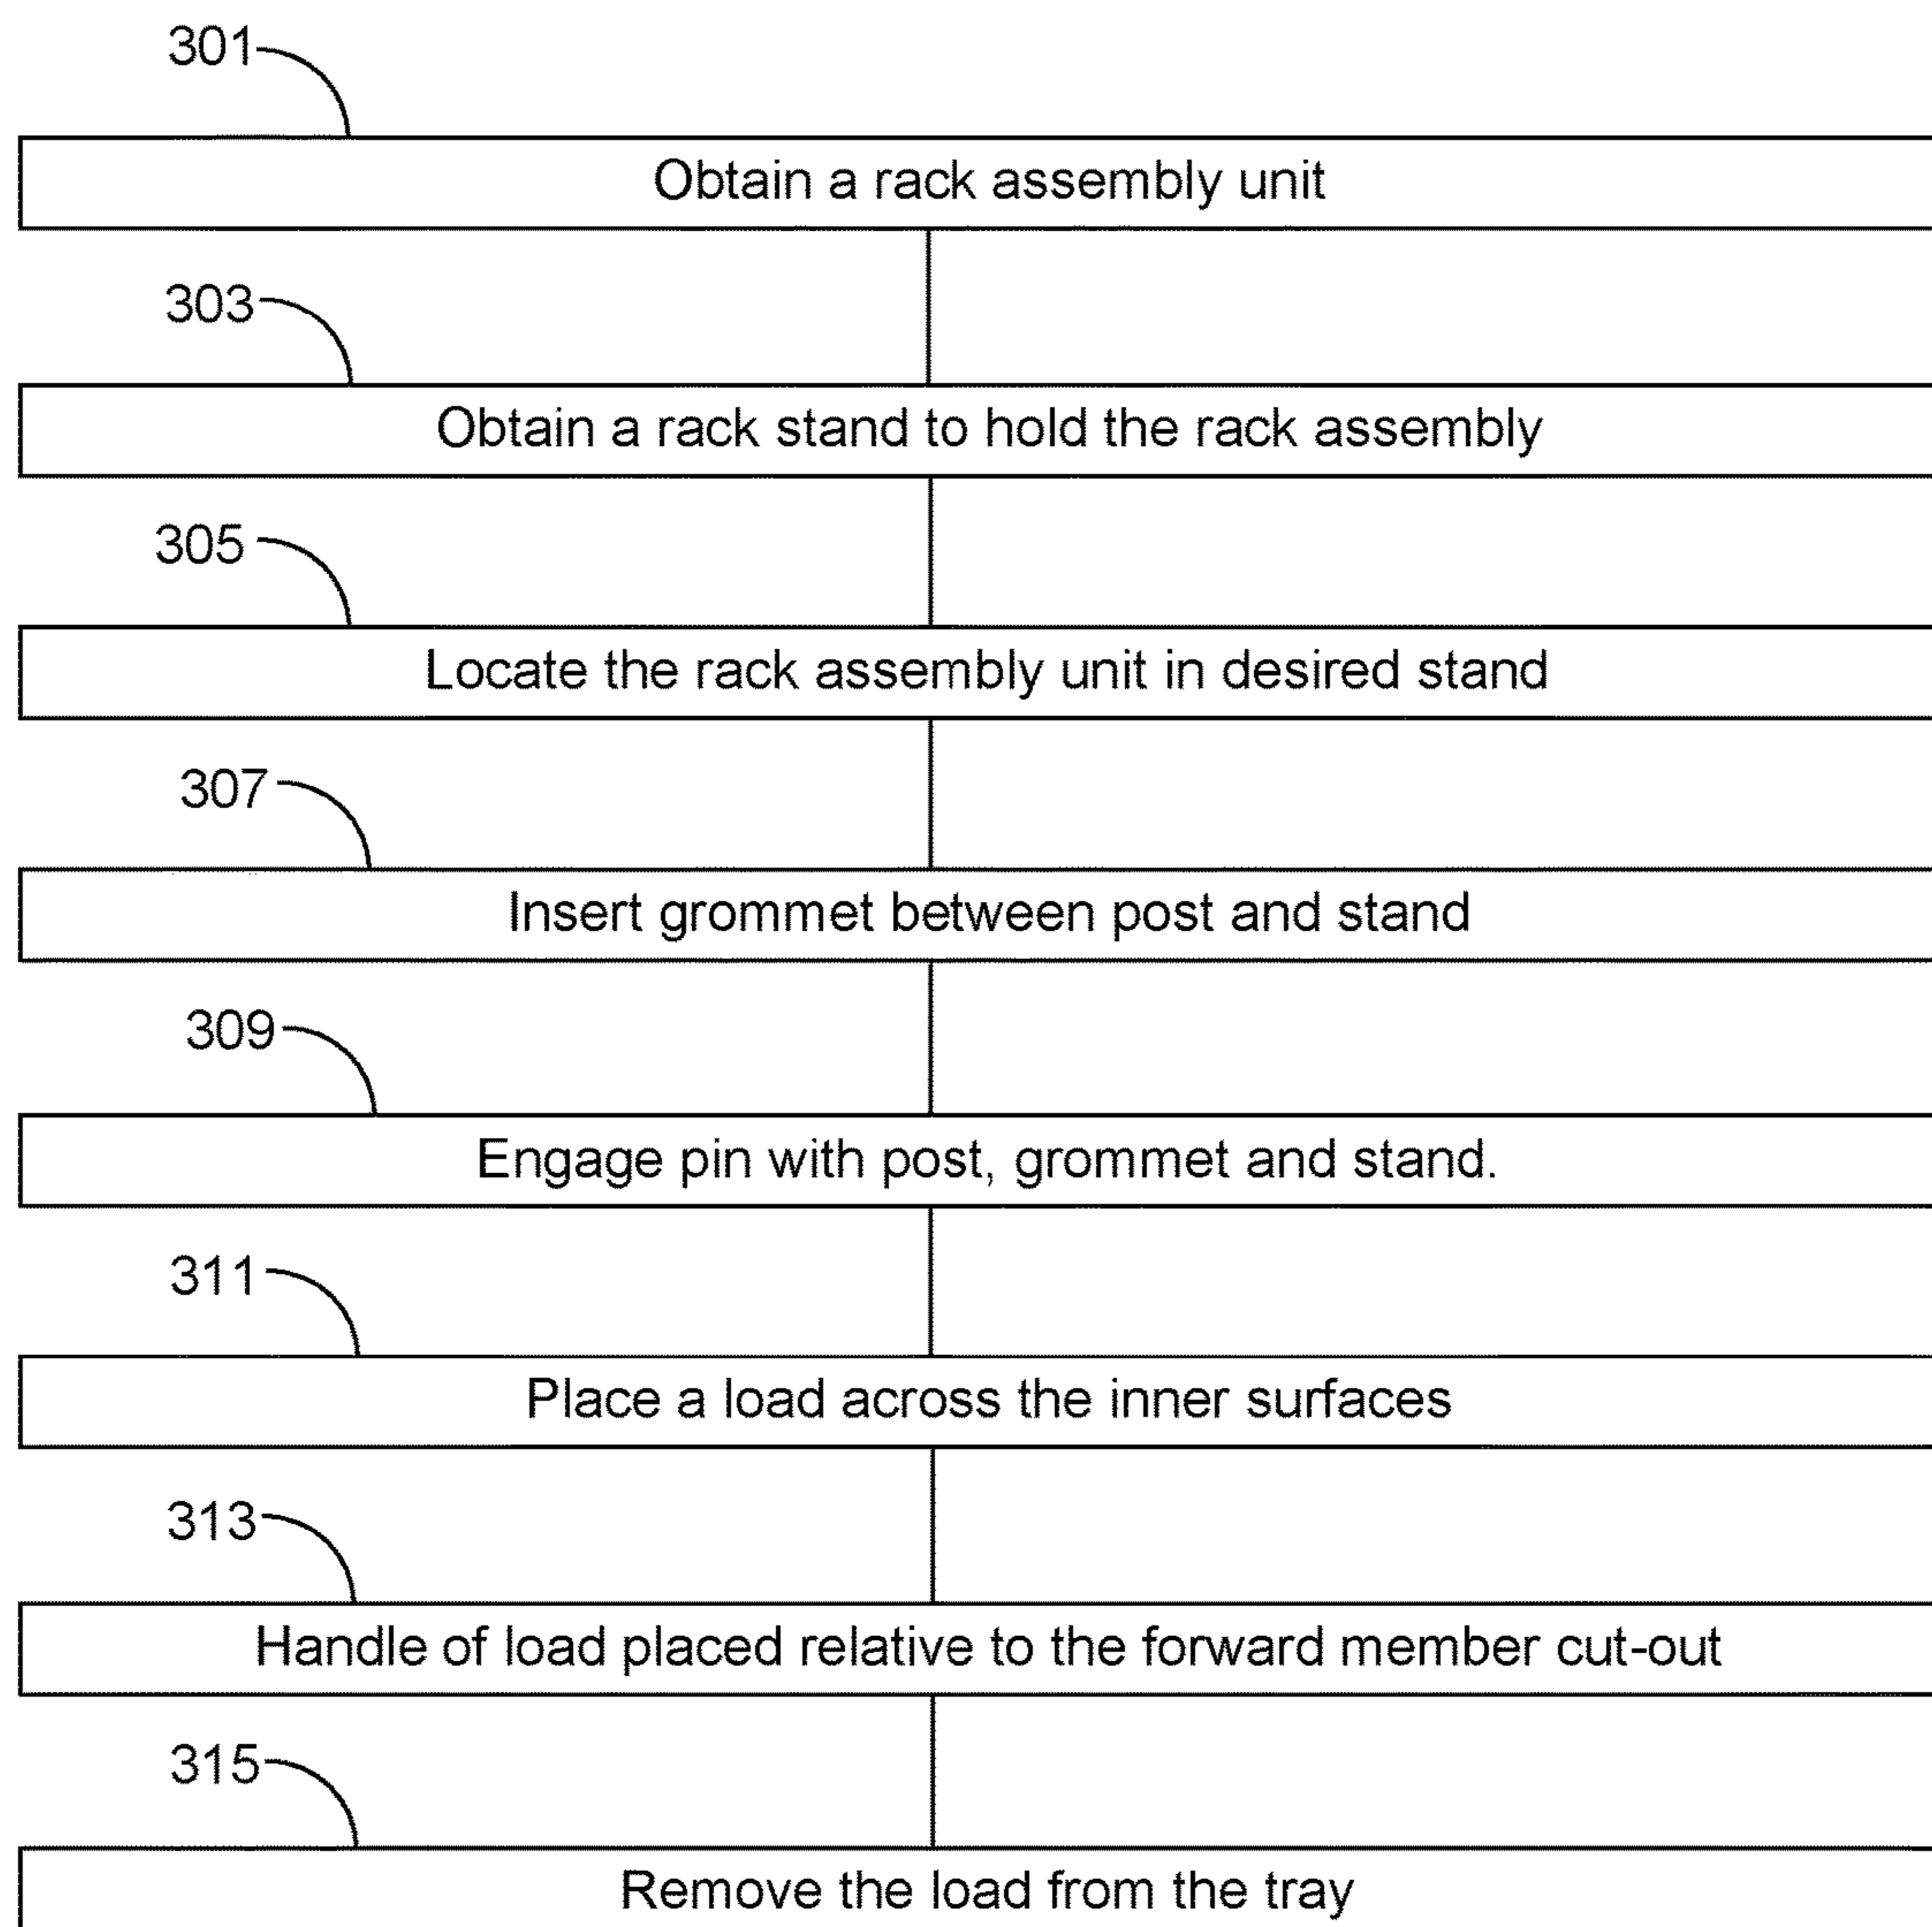 301
Obtain a rack assembly unit
303
Obtain a rack stand to hold the rack assembly
305
Locate the rack assembly unit in desired stand
307
Insert grommet between post and stand
309
Engage pin with post, grommet and stand.
311
Place a load across the inner surfaces
313
Handle of load placed relative to the forward member cut-out
315
Remove the load from the tray